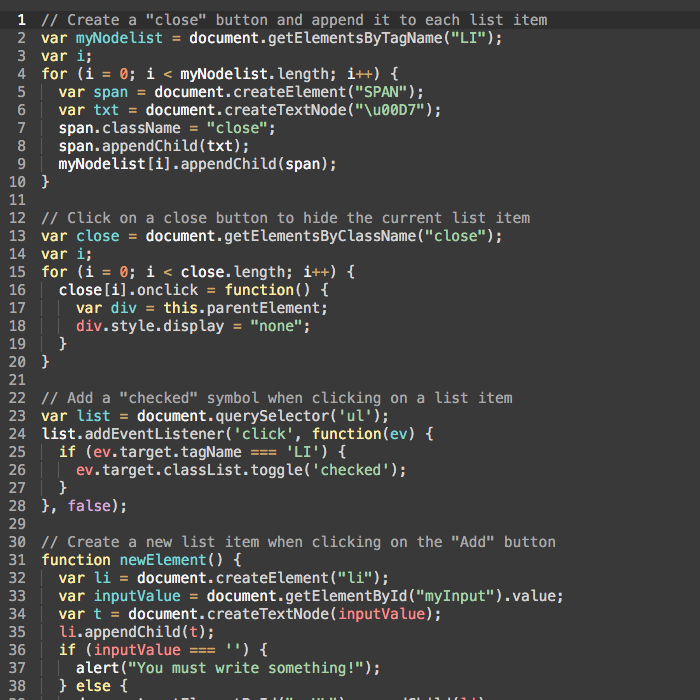 1 // Create a "close" button and append it to each list item
2 var myNodelist = document.getElementsByTagName("LI");
3 var i;
4 for (i = 0; i < myNodelist.length; i++) {
5   var span = document.createElement("SPAN");
6   var txt = document.createTextNode("\u00D7");
7   span.className = "close";
8   span.appendChild(txt);
9   myNodelist[i].appendChild(span);
10 }
11
12 // Click on a close button to hide the current list item
13 var close = document.getElementsByClassName("close");
14 var i;
15 for (i = 0; i < close.length; i++) {
16   close[i].onclick = function() {
17     var div = this.parentElement;
18     div.style.display = "none";
19   }
20 }
21
22 // Add a "checked" symbol when clicking on a list item
23 var list = document.querySelector('ul');
24 list.addEventListener('click', function(ev) {
25   if (ev.target.tagName === 'LI') {
26     ev.target.classList.toggle('checked');
27   }
28 }, false);
29
30 // Create a new list item when clicking on the "Add" button
31 function newElement() {
32   var li = document.createElement("li");
33   var inputValue = document.getElementById("myInput").value;
34   var t = document.createTextNode(inputValue);
35   li.appendChild(t);
36   if (inputValue === '') {
37     alert("You must write something!");
38   } else {